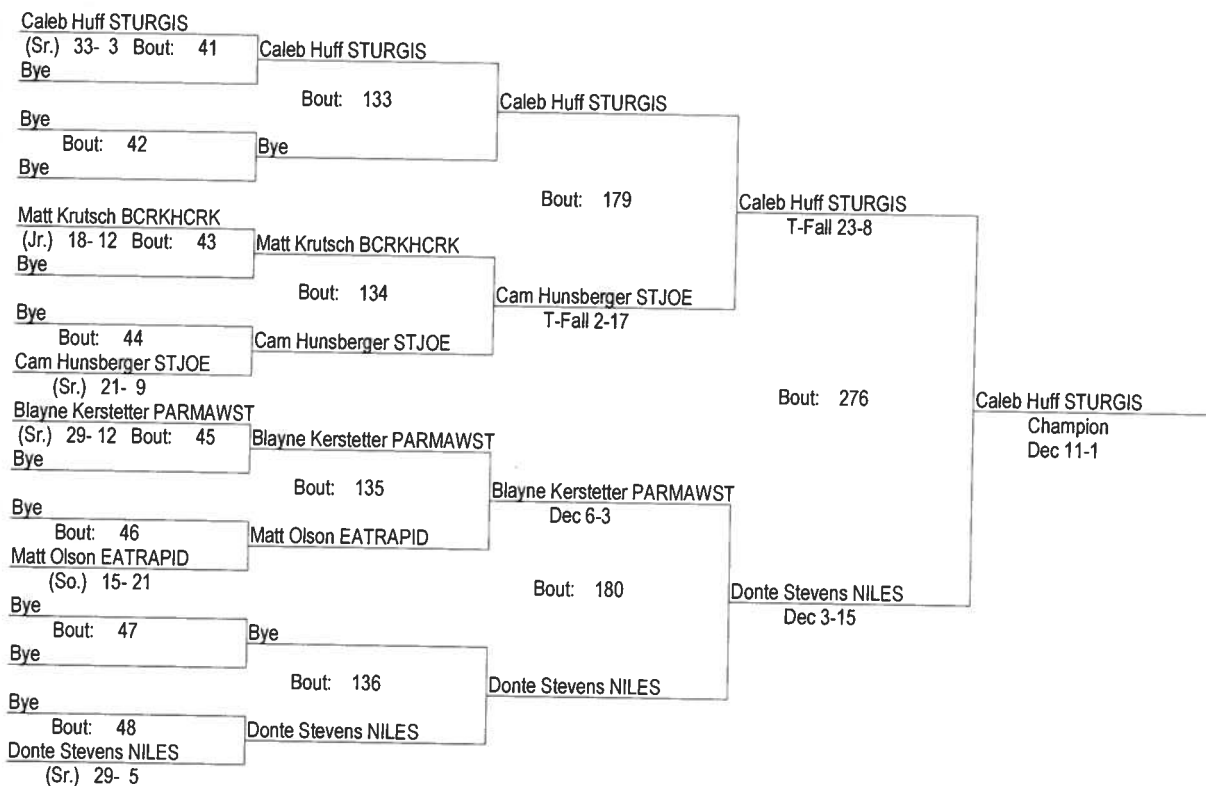 Caleb Huff STURGIS
(Sr.) 33- 3 Bout: 41
Bye
Caleb Huff STURGIS
Bout: 133
Bye
Bout: 42
Bye
Bye
Caleb Huff STURGIS
Bout: 179
Matt Krutsch BCRKHCRK
(Jr.) 18- 12 Bout: 43
Bye
Matt Krutsch BCRKHCRK
Bout: 134
Bye
Bout: 44
Cam Hunsberger STJOE
(Sr.) 21- 9
Cam Hunsberger STJOE
Cam Hunsberger STJOE
T-Fall 2-17
Caleb Huff STURGIS
T-Fall 23-8
Bout: 276
Blayne Kerstetter PARMAWST
(Sr.) 29- 12 Bout: 45
Bye
Blayne Kerstetter PARMAWST
Bout: 135
Bye
Bout: 46
Matt Olson EATRAPID
(So.) 15- 21
Matt Olson EATRAPID
Blayne Kerstetter PARMAWST
Dec 6-3
Bout: 180
Bye
Bout: 47
Bye
Bye
Bout: 136
Bye
Bout: 48
Donte Stevens NILES
(Sr.) 29- 5
Donte Stevens NILES
Donte Stevens NILES
Donte Stevens NILES
Dec 3-15
Caleb Huff STURGIS
Champion
Dec 11-1